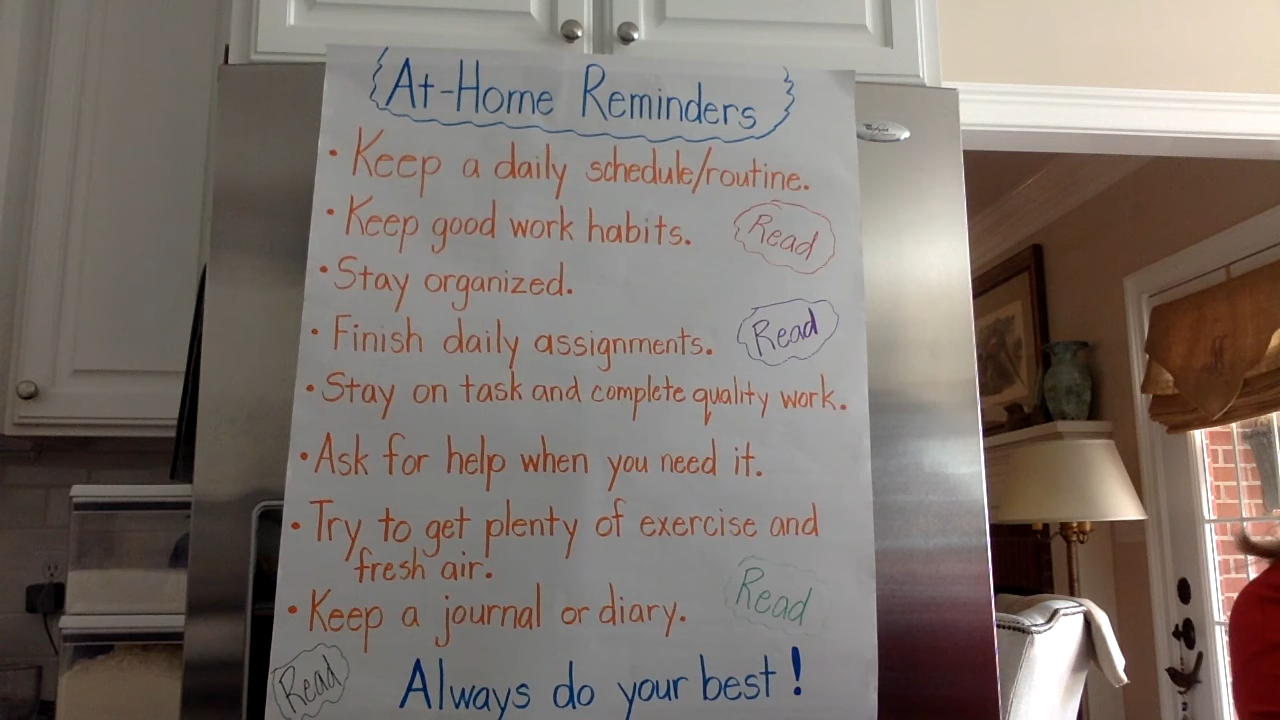 At-Home Reminders
• Keep a daily schedule/routine.
• Keep good work habits.
Read
• Stay organized.
• Finish daily assignments.
Read
• Stay on task and complete quality work.
• Ask for help when you need it.
• Try to get plenty of exercise and
fresh air.
• Keep a journal or diary.
Read
Read
Always do your best!